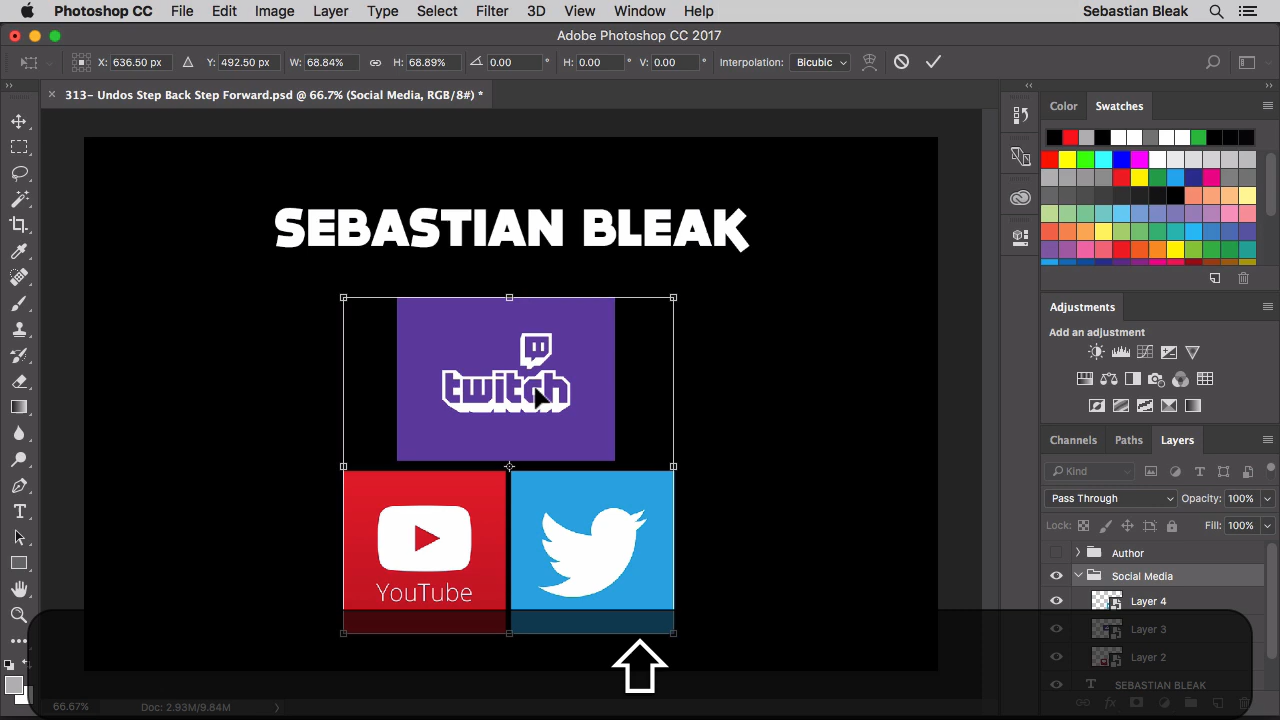 Photoshop CC File Edit Image Layer Type Select Filter 3D View Window Help Sebastian Bleak
Adobe Photoshop CC 2017
X: 636.50 px Y: 492.50 px W: 68.84% H: 68.89% 0.00 ° H: 0.00 ° V: 0.00 ° Interpolation: Bicubic
× 313- Undos Step Back Step Forward.psd @ 66.7% (Social Media, RGB/8#) *
Color Swatches
SEBASTIAN BLEAK
twitch
YouTube
Adjustments
Add an adjustment
Channels Paths Layers
Kind
Pass Through Opacity: 100%
Lock: Fill: 100%
Author
Social Media
Layer 4
Layer 3
Layer 2
T SEBASTIAN BLEAK
66.67% Doc: 2.93M/9.84M